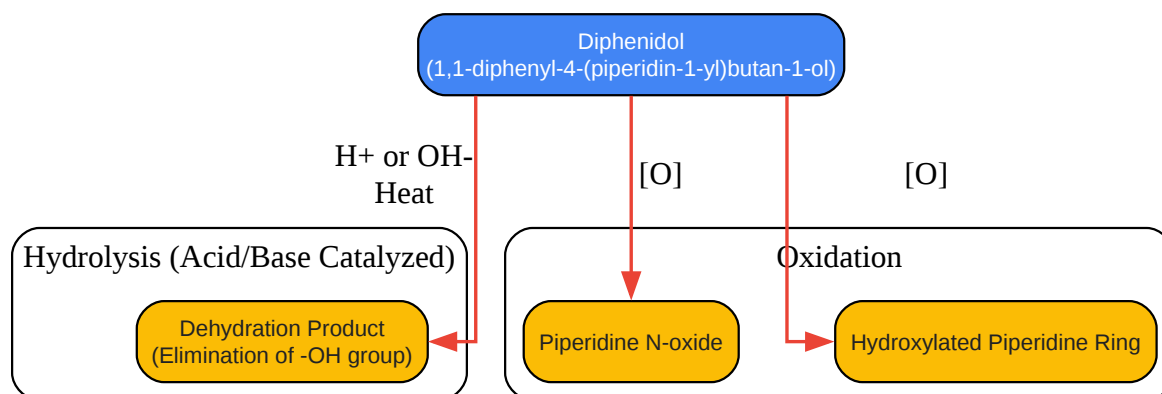 Diphenidol
(1,1-diphenyl-4-(piperidin-1-yl)butan-1-ol)
H+ or OH-
Heat
[O]
[O]
Hydrolysis (Acid/Base Catalyzed)
Oxidation
Dehydration Product
(Elimination of -OH group)
Piperidine N-oxide
Hydroxylated Piperidine Ring